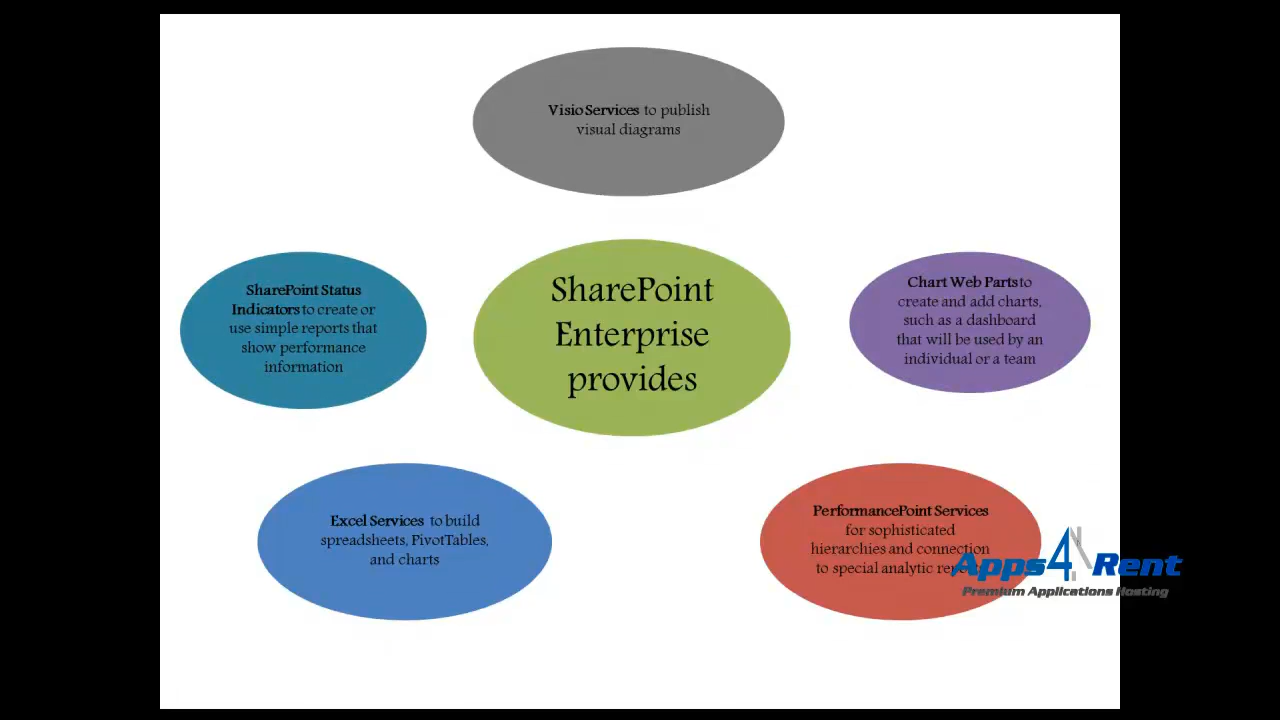 Visio Services to publish
visual diagrams
SharePoint Status
Indicators to create or
use simple reports that
show performance
information
SharePoint
Enterprise
provides
Chart Web Parts to
create and add charts,
such as a dashboard
that will be used by an
individual or a team
Excel Services to build
spreadsheets, PivotTables,
and charts
PerformancePoint Services
for sophisticated
hierarchies and connection
to special analytic
Apps4Rent
Premium Applications Hosting